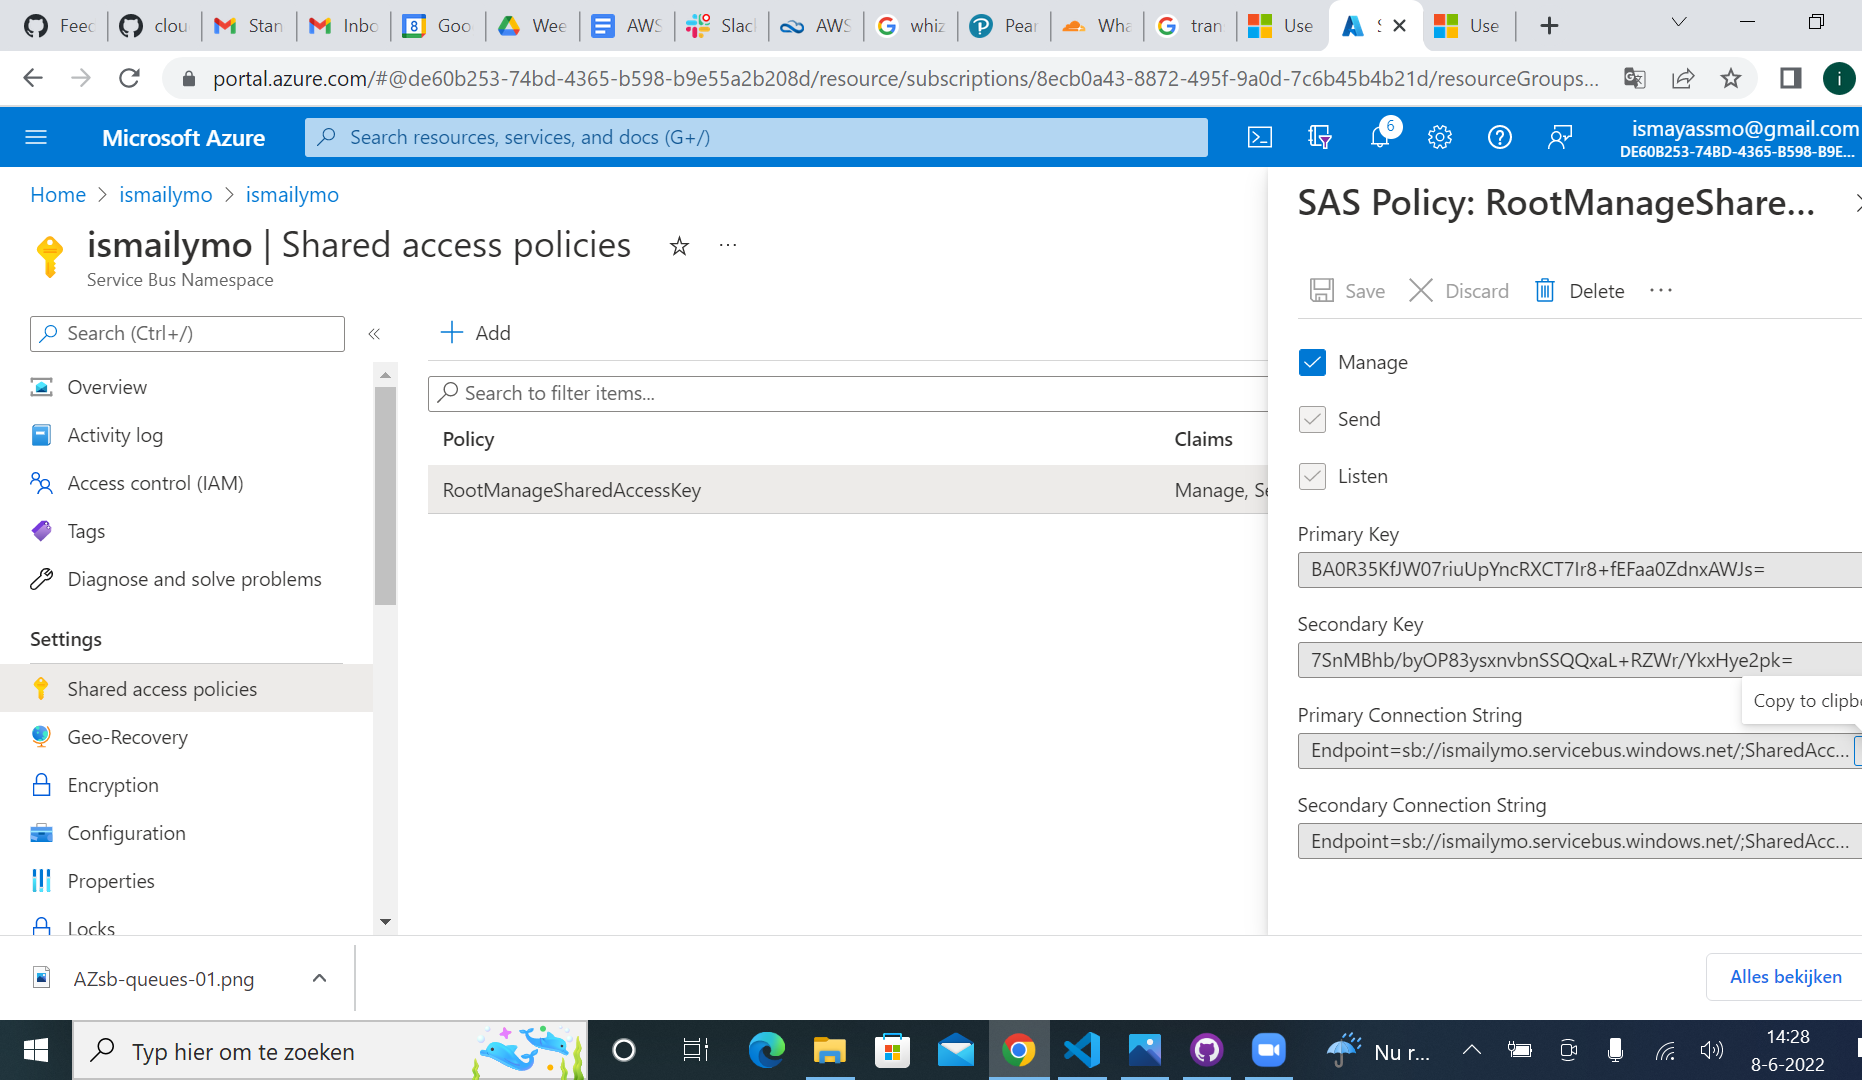 Feec
clou
Stan
Inbo
Goo
Wee
AWS
Slac
AWS
whiz
Pear
Wha
tran
Use
S
Use
portal.azure.com/#@de60b253-74bd-4365-b598-b9e55a2b208d/resource/subscriptions/8ecb0a43-8872-495f-9a0d-7c6b45b4b21d/resourceGroups...
i
Microsoft Azure
Search resources, services, and docs (G+/)
6
ismayassmo@gmail.com
DE60B253-74BD-4365-B598-B9E...
Home > ismailymo > ismailymo
ismailymo | Shared access policies
Service Bus Namespace
Search (Ctrl+/)
Overview
Activity log
Access control (IAM)
Tags
Diagnose and solve problems
Settings
Shared access policies
Geo-Recovery
Encryption
Configuration
Properties
Locks
Add
Search to filter items...
Policy Claims
RootManageSharedAccessKey Manage, Se
SAS Policy: RootManageShare...
Save Discard Delete
Manage
Send
Listen
Primary Key
BA0R35KfJW07riuUpYncRXCT7Ir8+fEFaa0ZdnxAWJs=
Secondary Key
7SnMBhb/byOP83ysxnvbnSSQQxaL+RZWr/YkxHye2pk=
Copy to clipbo
Primary Connection String
Endpoint=sb://ismailymo.servicebus.windows.net/;SharedAcc...
Secondary Connection String
Endpoint=sb://ismailymo.servicebus.windows.net/;SharedAcc...
AZsb-queues-01.png
Alles bekijken
Typ hier om te zoeken
Nu r...
14:28
8-6-2022